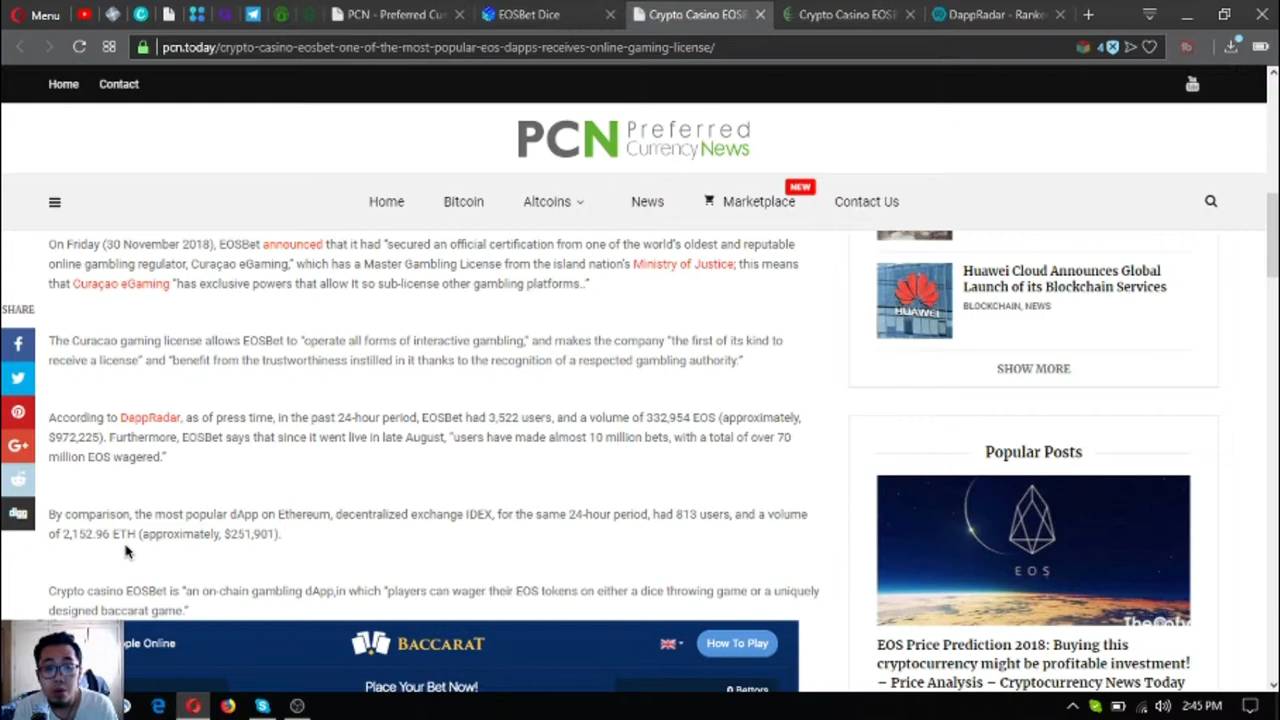 Menu
PCN - Preferred Cur
EOSBet Dice
Crypto Casino EOSE
Crypto Casino EOSE
DappRadar - Ranke
pcn.today/crypto-casino-eosbet-one-of-the-most-popular-eos-dapps-receives-online-gaming-license/
4
Home
Contact
You
PCN Preferred
CurrencyNews
NEW
Home
Bitcoin
Altcoins
News
Marketplace
Contact Us
On Friday (30 November 2018), EOSBet announced that it had "secured an official certification from one of the world's oldest and reputable
online gambling regulator, Curaçao eGaming," which has a Master Gambling License from the island nation's Ministry of Justice; this means
that Curaçao eGaming "has exclusive powers that allow It so sub-license other gambling platforms.."
SHARE
The Curacao gaming license allows EOSBet to "operate all forms of interactive gambling," and makes the company "the first of its kind to
receive a license" and "benefit from the trustworthiness instilled in it thanks to the recognition of a respected gambling authority."
According to DappRadar, as of press time, in the past 24-hour period, EOSBet had 3,522 users, and a volume of 332,954 EOS (approximately,
$972,225). Furthermore, EOSBet says that since it went live in late August, "users have made almost 10 million bets, with a total of over 70
million EOS wagered."
digg
By comparison, the most popular dApp on Ethereum, decentralized exchange IDEX, for the same 24-hour period, had 813 users, and a volume
of 2,152.96 ETH (approximately, $251,901).
Crypto casino EOSBet is "an on-chain gambling dApp,in which "players can wager their EOS tokens on either a dice throwing game or a uniquely
designed baccarat game."
ple Online
BACCARAT
How To Play
Place Your Bet Now!
0 Bettors
Huawei Cloud Announces Global
Launch of its Blockchain Services
BLOCKCHAIN, NEWS
HUAWEI
SHOW MORE
Popular Posts
EOS
EOS Price Prediction 2018: Buying this
cryptocurrency might be profitable investment!
– Price Analysis – Cryptocurrency News Today
2:45 PM